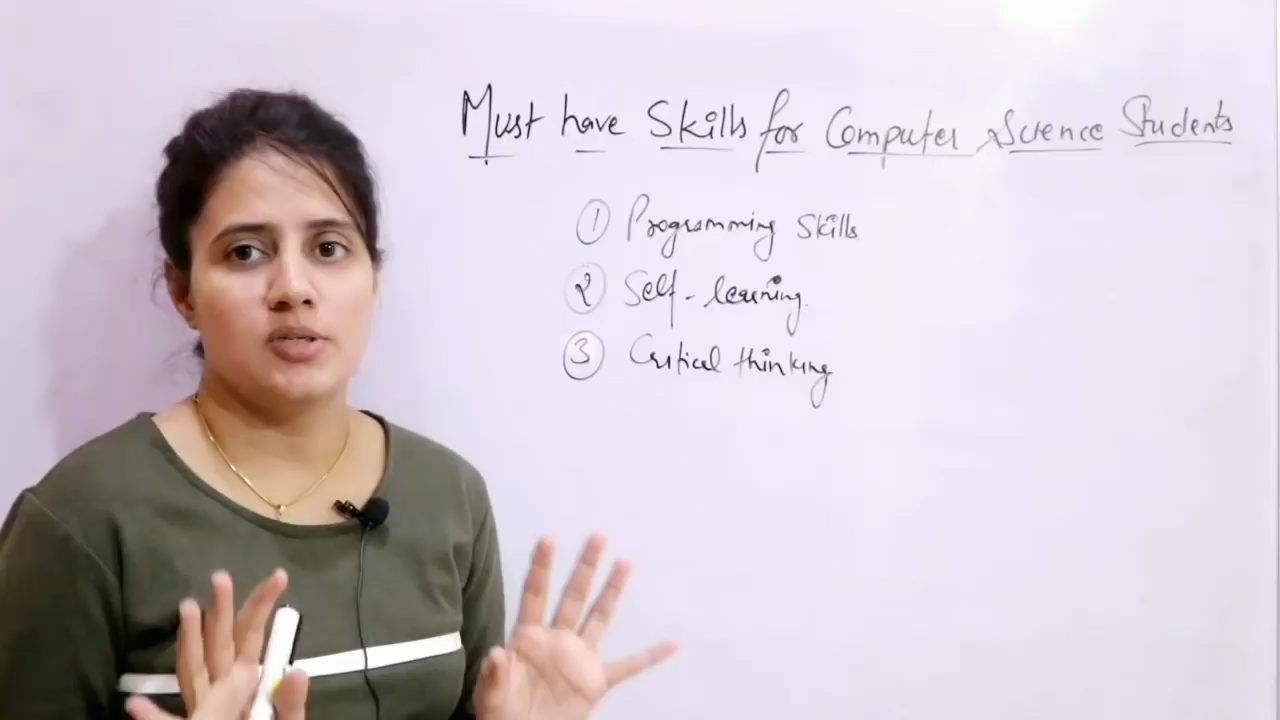 Must have Skills for Computer Science Students
① Programming Skills
② Self-learning.
③ Critical thinking